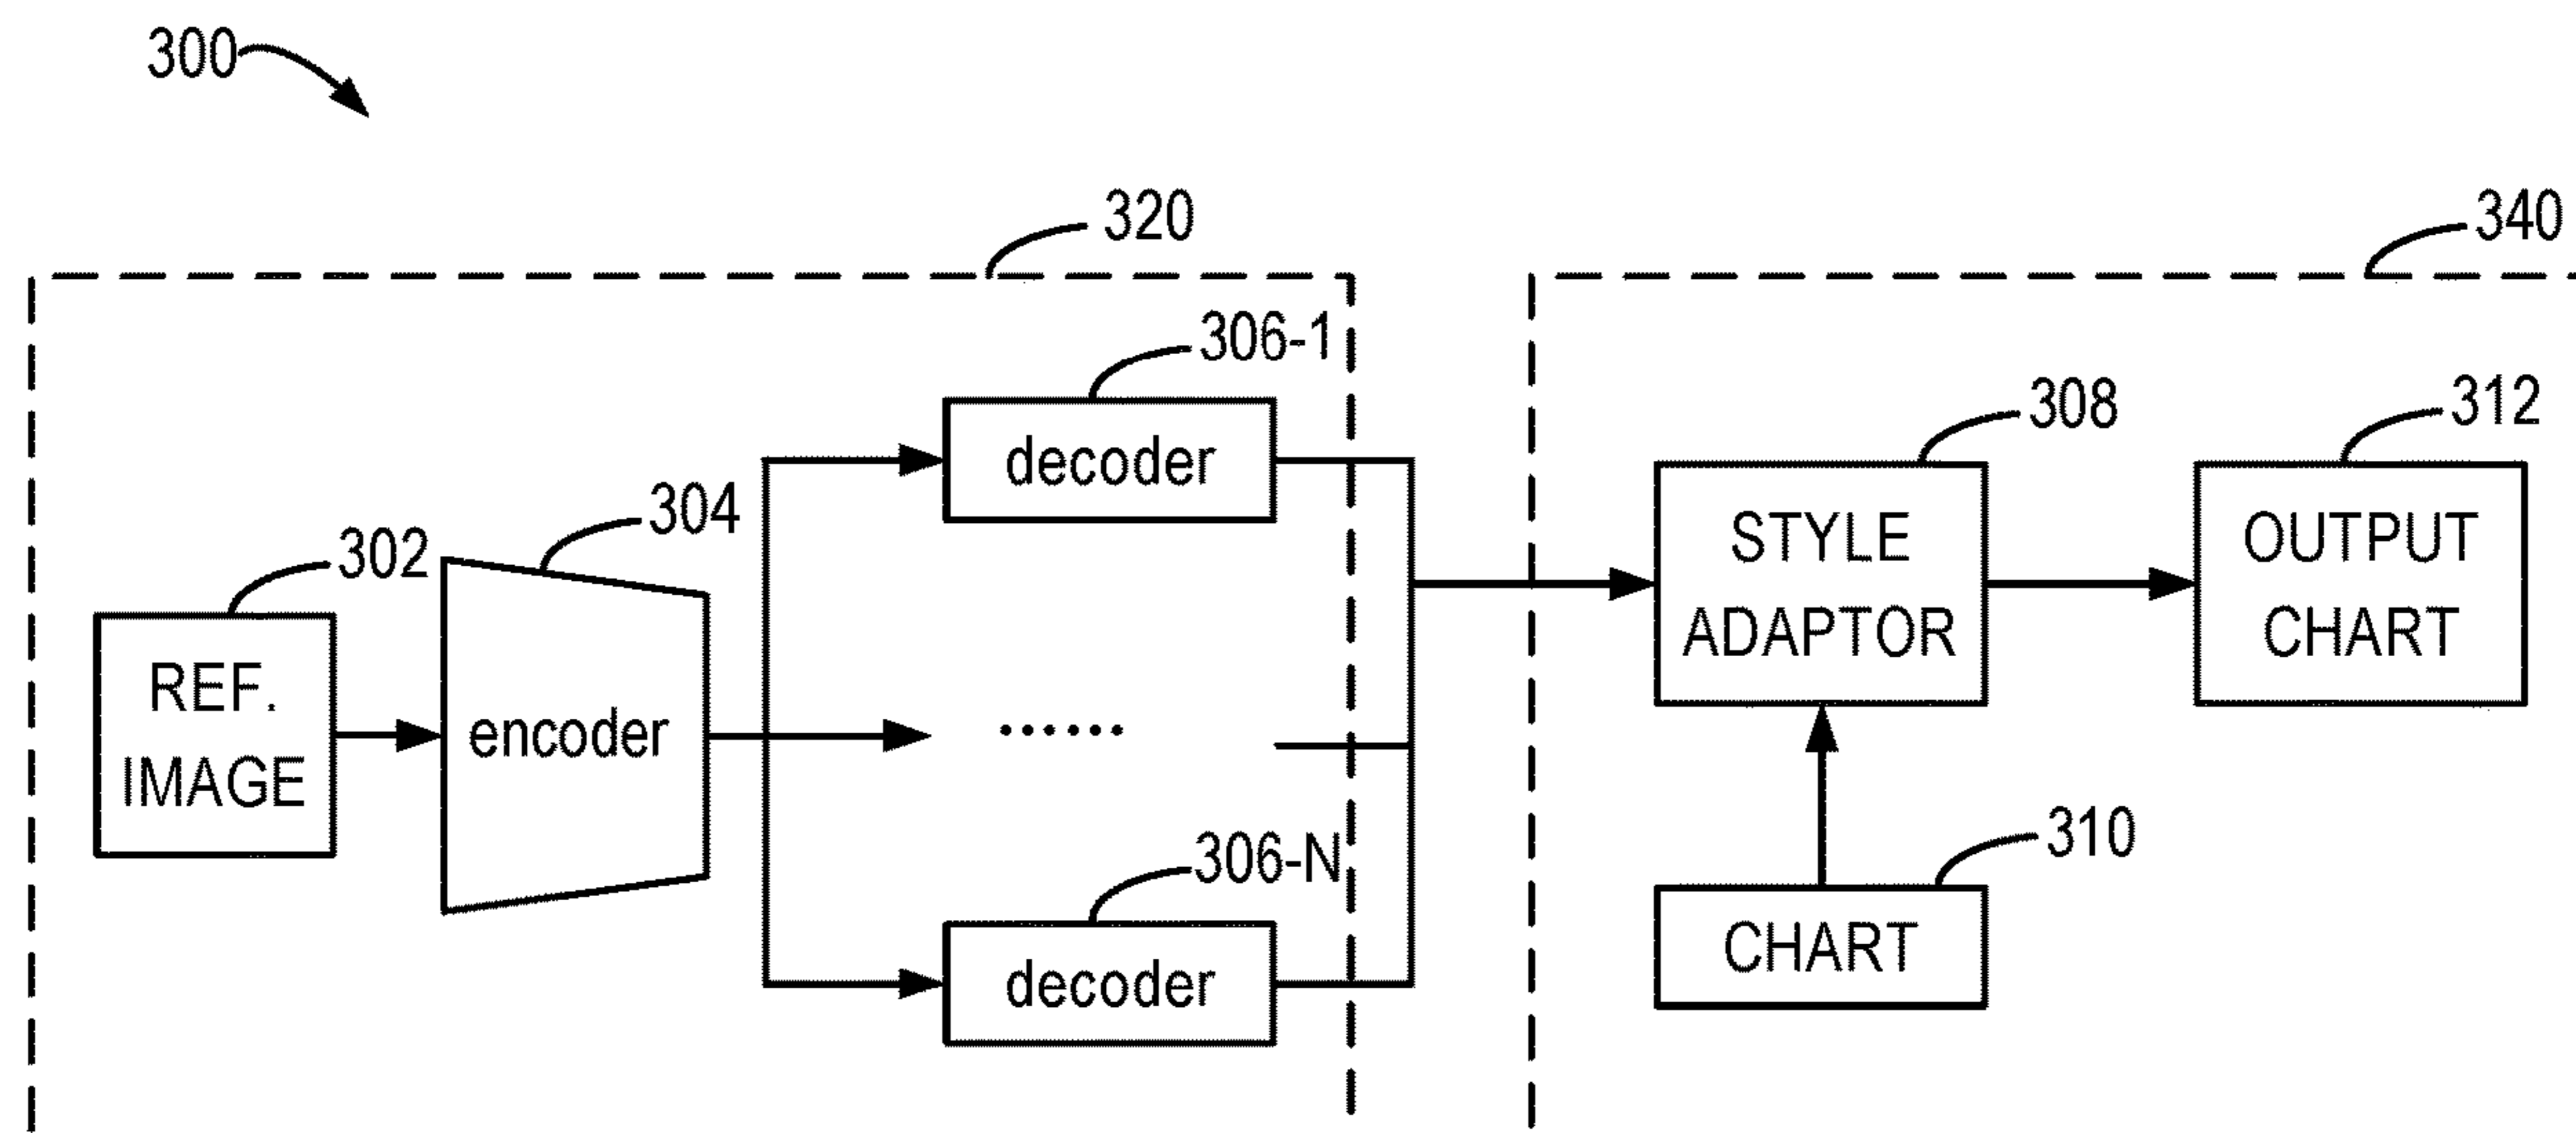 300
320
340
306-1
decoder
308
312
304
302
STYLE
ADAPTOR
OUTPUT
CHART
REF.
IMAGE
encoder
......
310
306-N
CHART
decoder